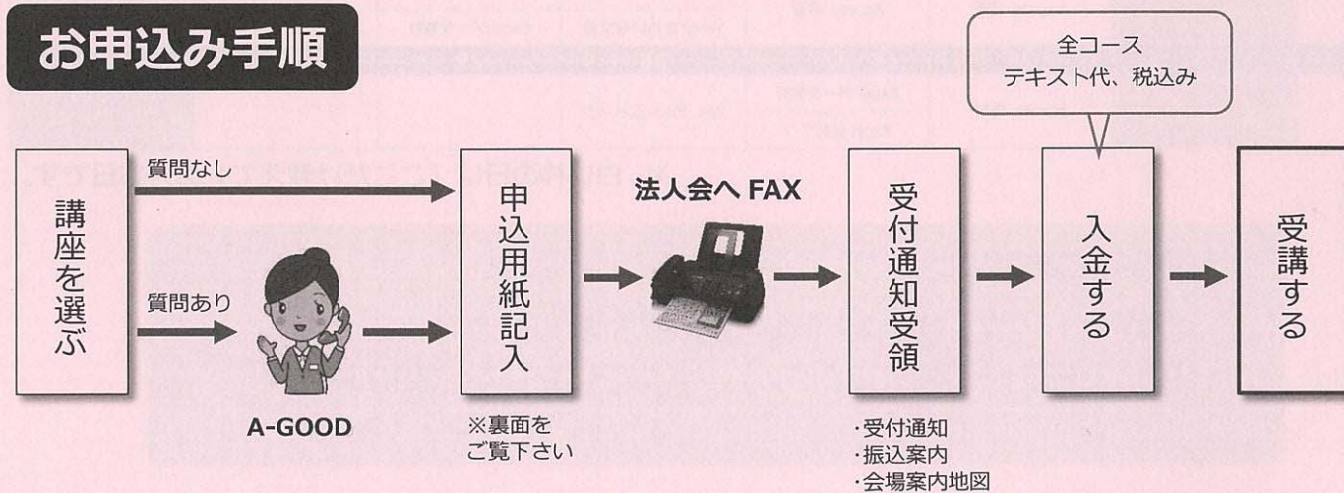 お申込み手順
全コース
テキスト代、税込み
講座を選ぶ
質問なし
質問あり
A-GOOD
申込用紙記入
※裏面を
ご覧下さい
法人会へ FAX
受付通知受領
・受付通知
・振込案内
・会場案内地図
入金する
受講する